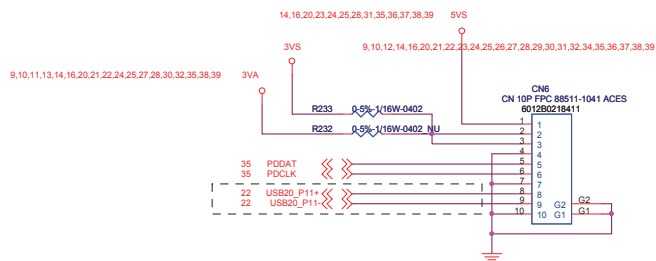 14,16,20,23,24,25,28,31,35,36,37,38,39 5VS
3VS 9,10,12,14,16,20,21,22,23,24,25,26,27,28,29,30,31,32,34,35,36,37,38,39
9,10,11,13,14,16,20,21,22,24,25,27,28,30,32,35,38,39 3VA
CN6
CN 10P FPC 88511-1041 ACES
6012B0218411
R233 0-5%-1/16W-0402
R232 0-5%-1/16W-0402_NU
1 1
2 2
3 3
4 4
35 PDDAT 5 5
35 PDCLK 6 6
7 7
22 USB20_P11+ 8 8
22 USB20_P11- 9 9 G2 G2
10 10 G1 G1